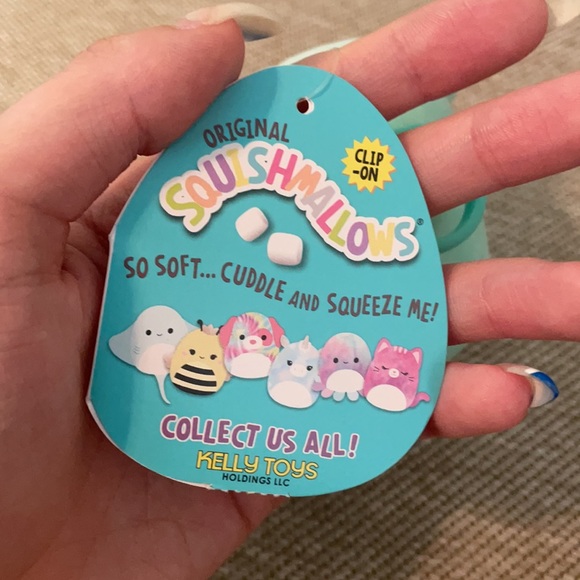 ORIGINAL
SQUISHMALLOWS®
CLIP
-ON
SO SOFT... CUDDLE AND SQUEEZE ME!
COLLECT US ALL!
KELLY TOYS
HOLDINGS LLC